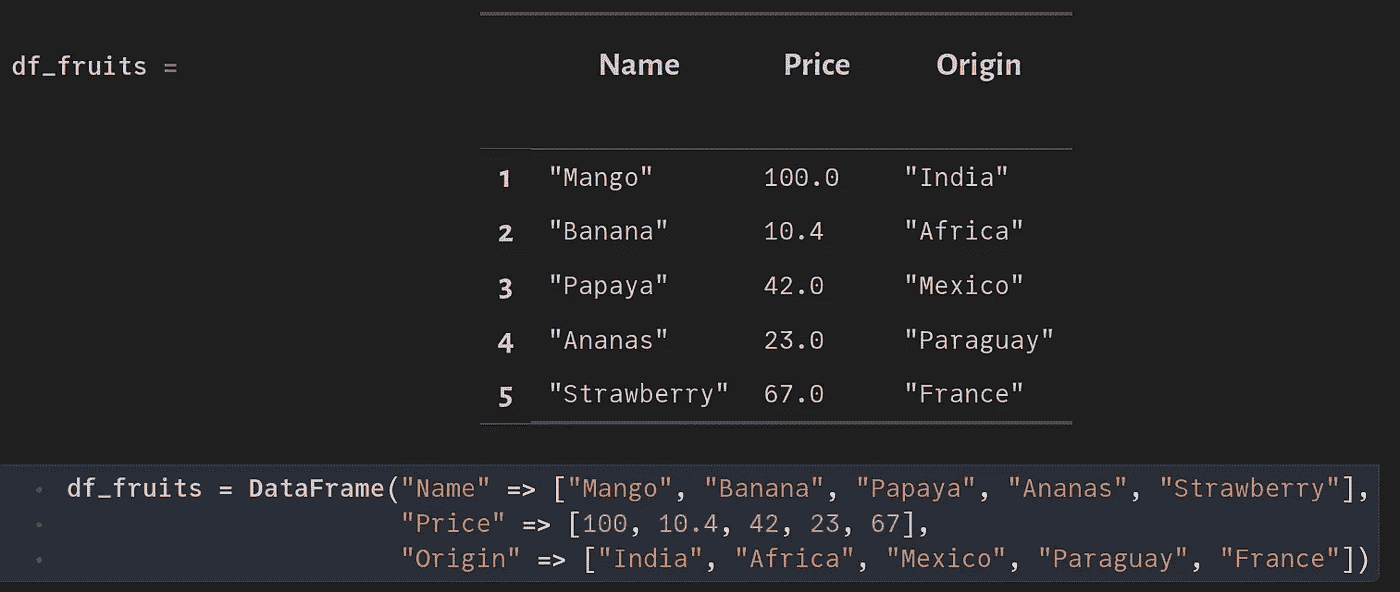 df_fruits =
Name Price Origin
1 "Mango" 100.0 "India"
2 "Banana" 10.4 "Africa"
3 "Papaya" 42.0 "Mexico"
4 "Ananas" 23.0 "Paraguay"
5 "Strawberry" 67.0 "France"
df_fruits = DataFrame("Name" => ["Mango", "Banana", "Papaya", "Ananas", "Strawberry"],
"Price" => [100, 10.4, 42, 23, 67],
"Origin" => ["India", "Africa", "Mexico", "Paraguay", "France"])